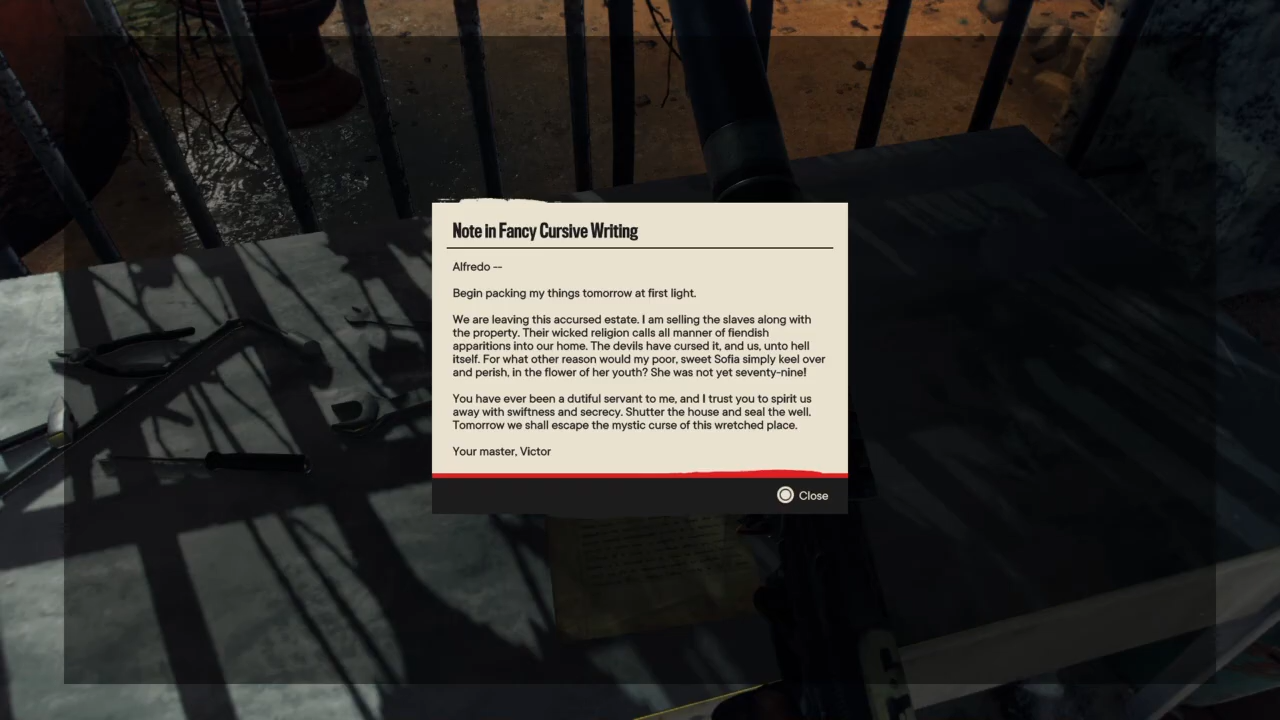 Note in Fancy Cursive Writing
Alfredo --
Begin packing my things tomorrow at first light.
We are leaving this accursed estate. I am selling the slaves along with
the property. Their wicked religion calls all manner of fiendish
apparitions into our home. The devils have cursed it, and us, unto hell
itself. For what other reason would my poor, sweet Sofia simply keel over
and perish, in the flower of her youth? She was not yet seventy-nine!
You have ever been a dutiful servant to me, and I trust you to spirit us
away with swiftness and secrecy. Shutter the house and seal the well.
Tomorrow we shall escape the mystic curse of this wretched place.
Your master, Victor
Close